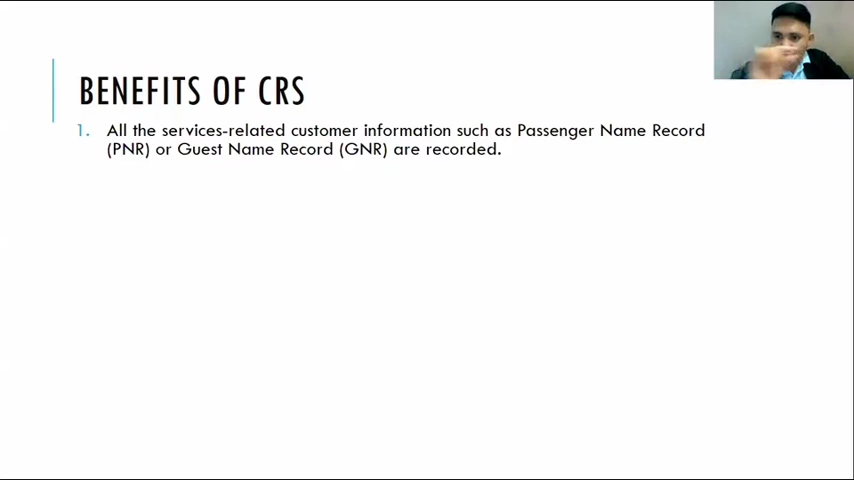 BENEFITS OF CRS
1. All the services-related customer information such as Passenger Name Record
(PNR) or Guest Name Record (GNR) are recorded.